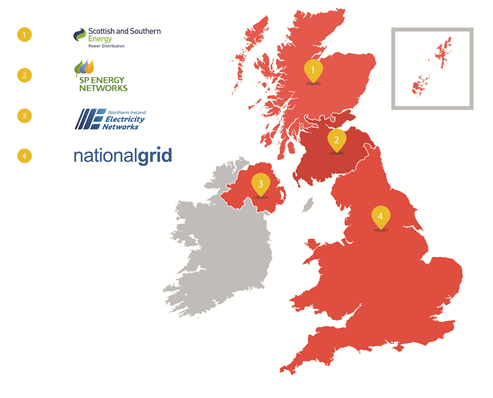 1
Scottish and Southern
Energy
Power Distribution
2
SP ENERGY
NETWORKS
3
Northern Ireland
Electricity
Networks
4
nationalgrid
1
2
3
4